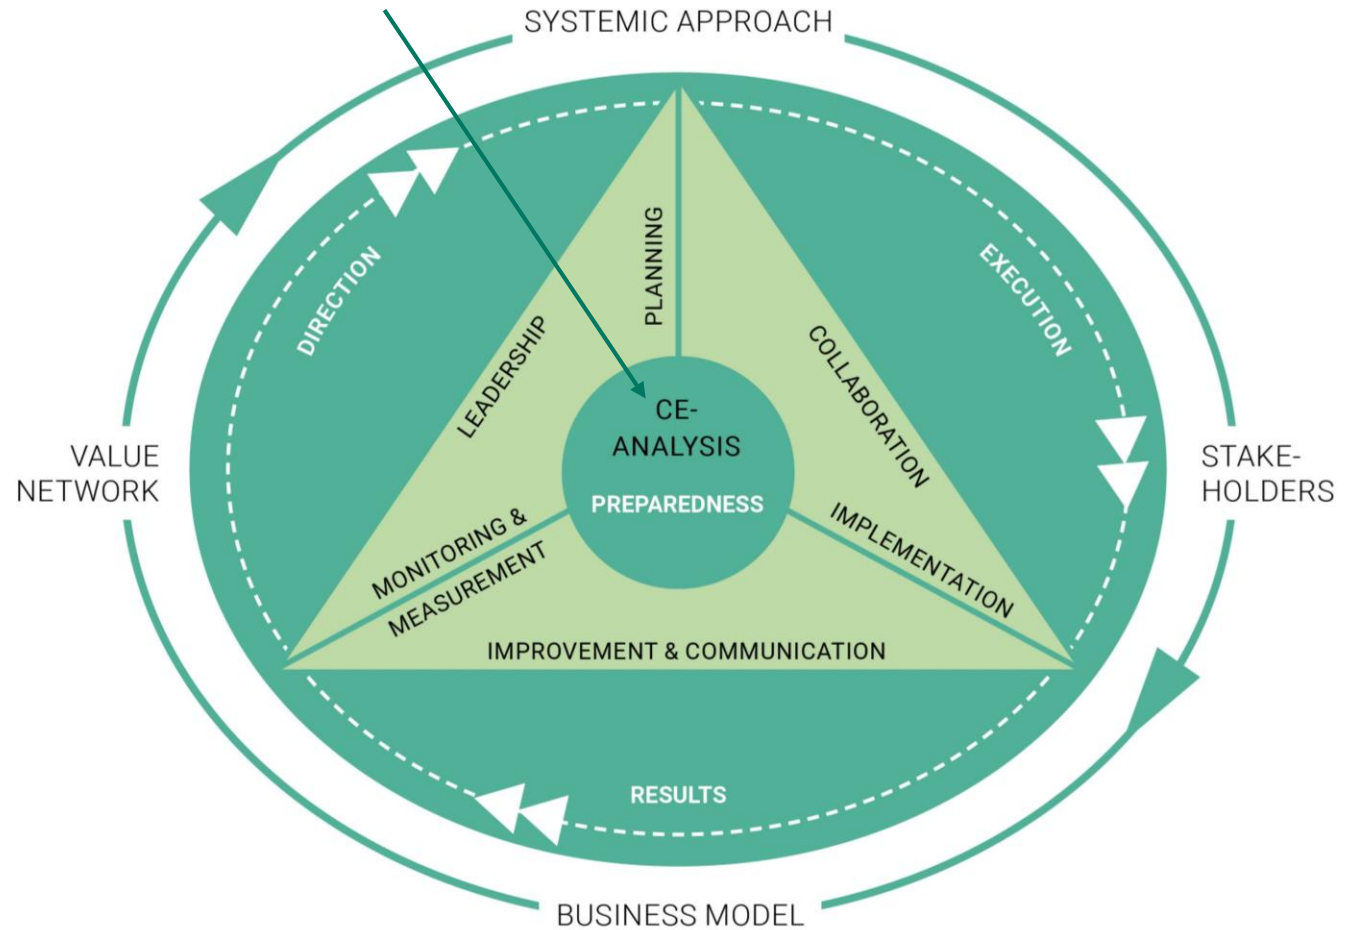 SYSTEMIC APPROACH
DIRECTION
EXECUTION
PLANNING
LEADERSHIP
COLLABORATION
VALUE
NETWORK
CE-
ANALYSIS
PREPAREDNESS
STAKE-
HOLDERS
MONITORING &
MEASUREMENT
IMPLEMENTATION
IMPROVEMENT & COMMUNICATION
RESULTS
BUSINESS MODEL